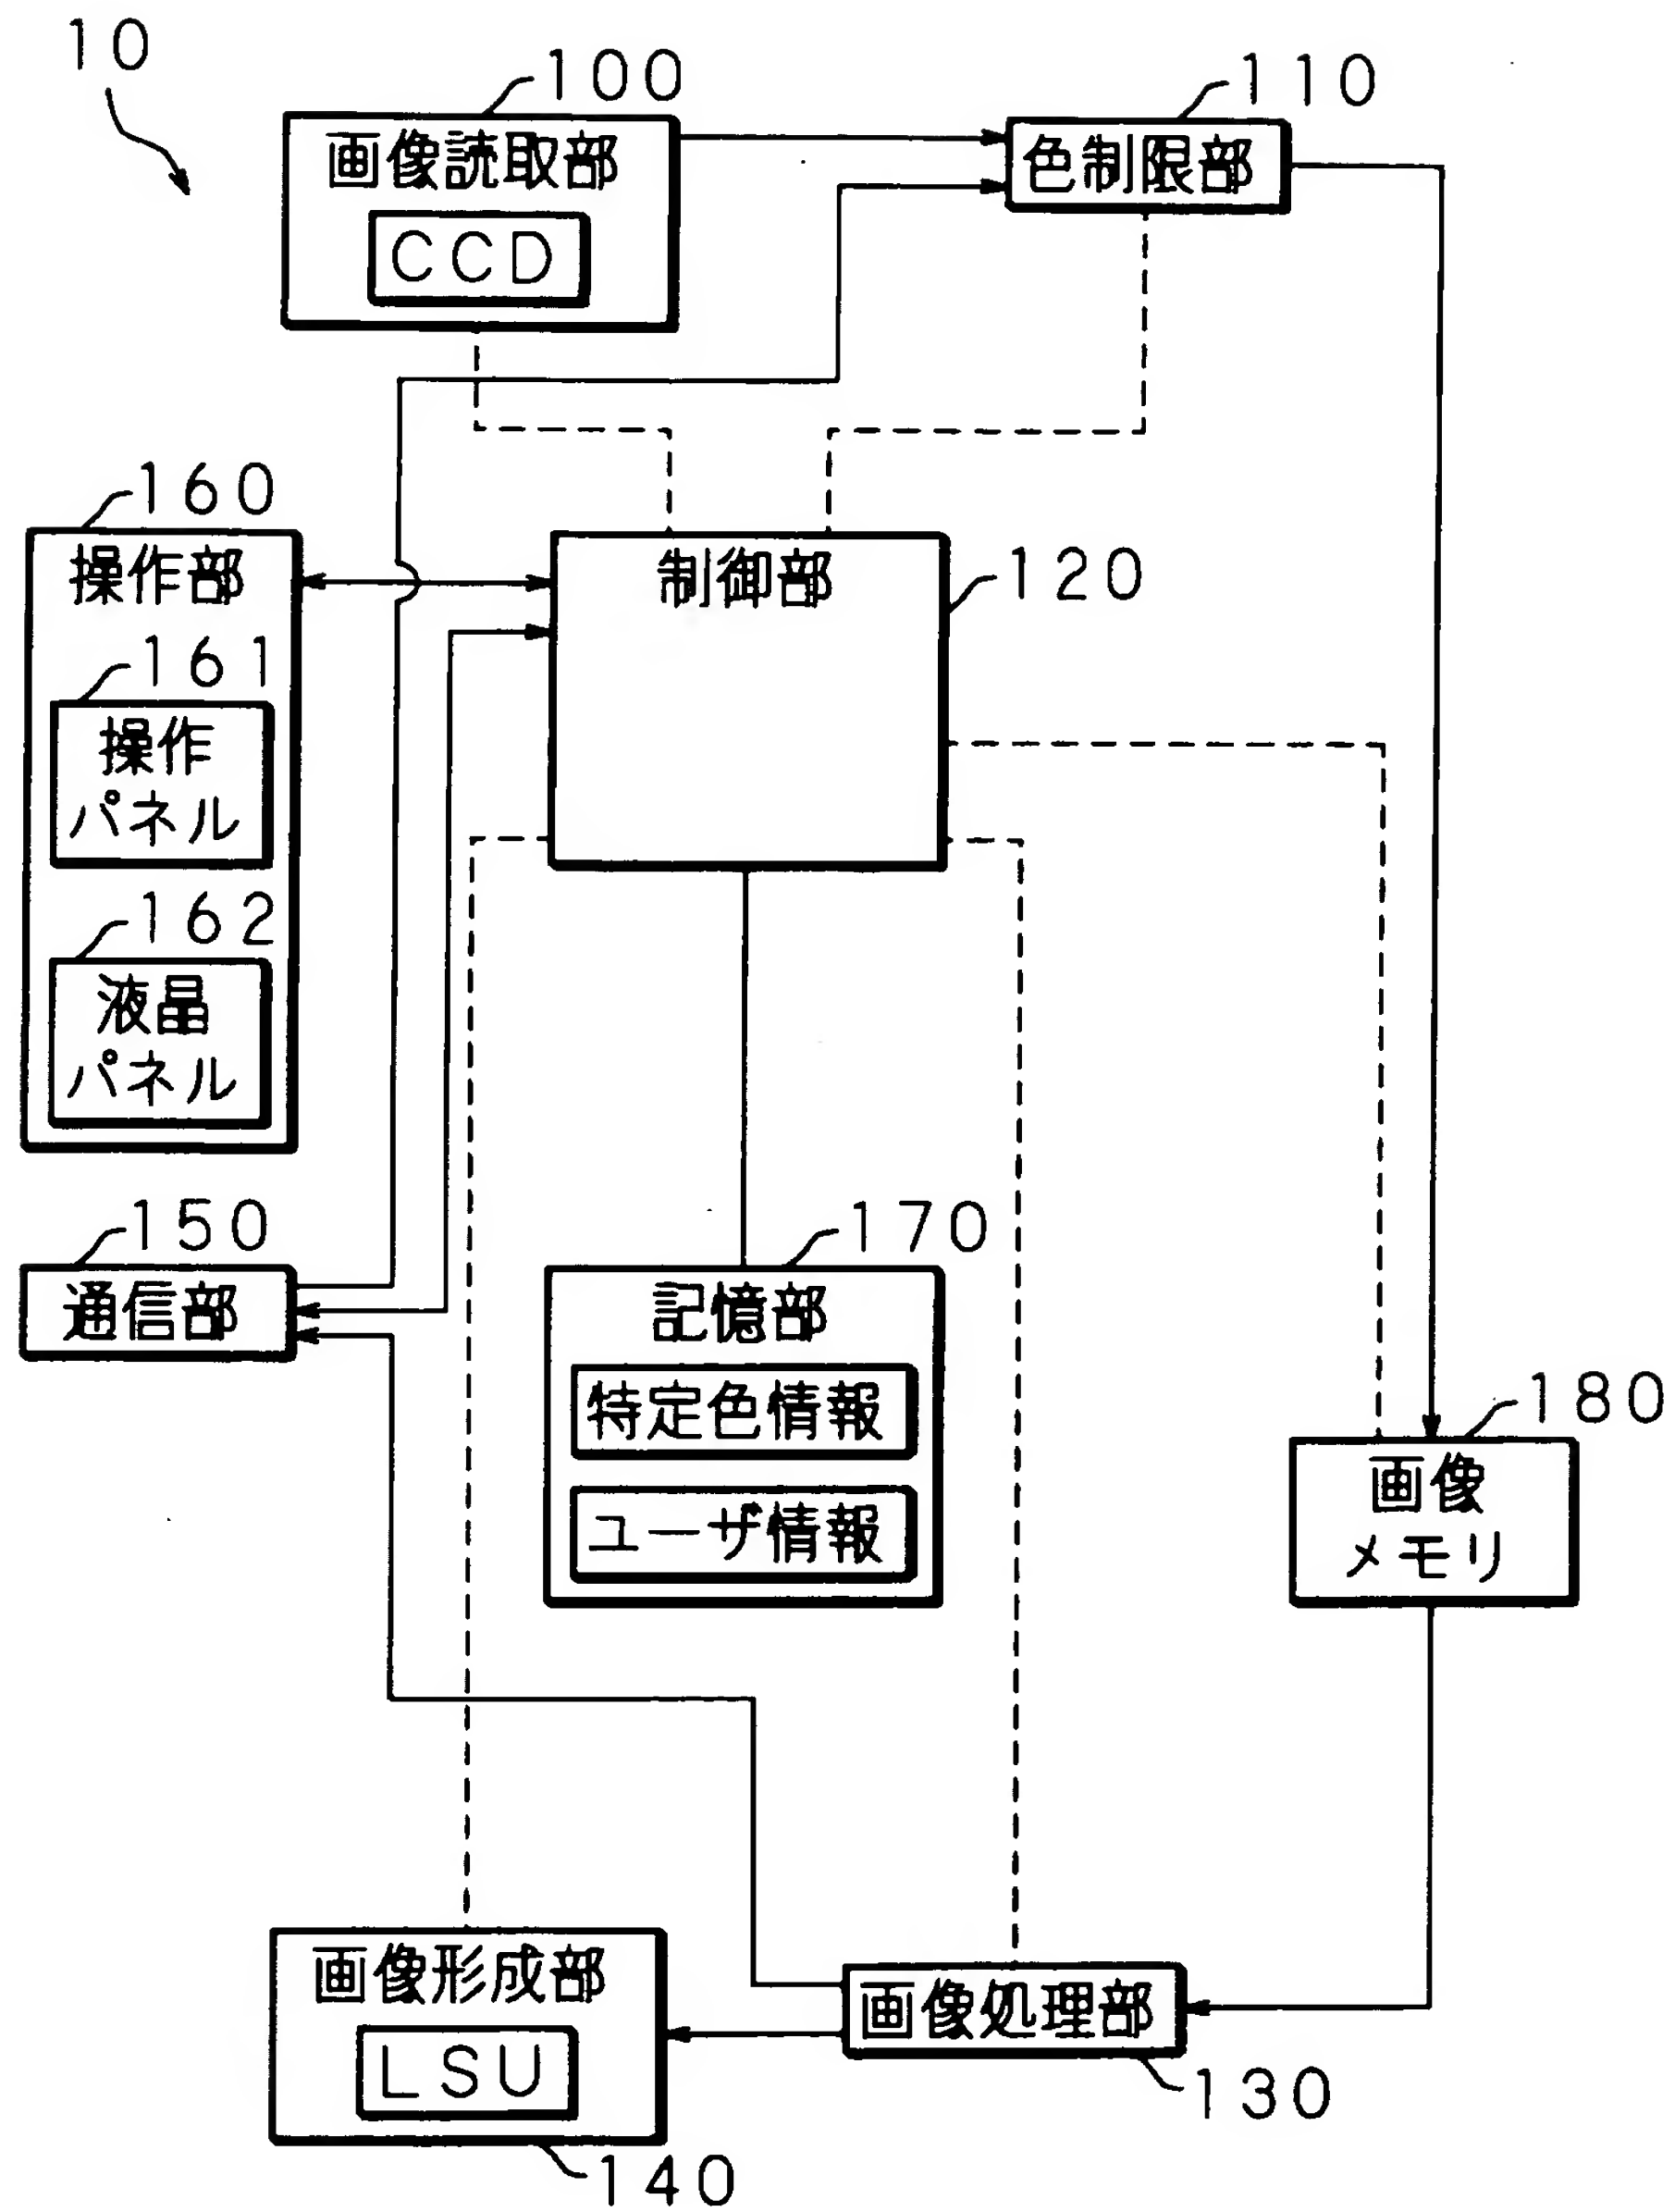 10
100
画像読取部
CCD
110
色制限部
160
操作部
161
操作
パネル
162
液晶
パネル
制御部
120
150
通信部
170
記憶部
特定色情報
ユーザ情報
180
画像
メモリ
画像形成部
LSU
140
画像処理部
130